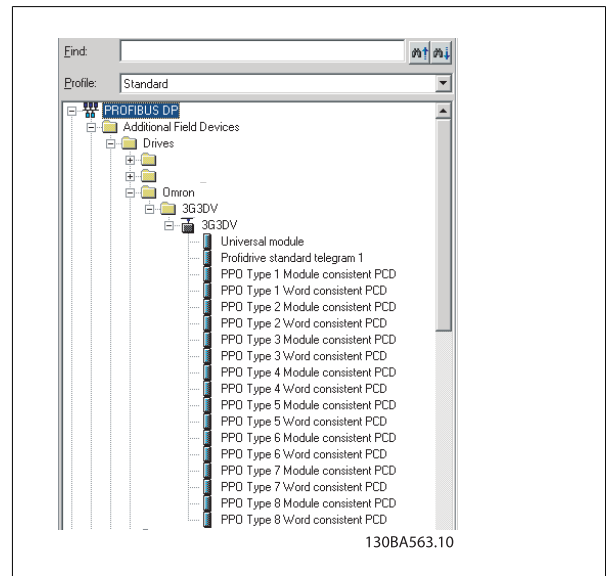 Find:
Profile: Standard
PROFIBUS DP
Additional Field Devices
Drives
Omron
3G3DV
3G3DV
Universal module
Profidrive standard telegram 1
PPO Type 1 Module consistent PCD
PPO Type 1 Word consistent PCD
PPO Type 2 Module consistent PCD
PPO Type 2 Word consistent PCD
PPO Type 3 Module consistent PCD
PPO Type 3 Word consistent PCD
PPO Type 4 Module consistent PCD
PPO Type 4 Word consistent PCD
PPO Type 5 Module consistent PCD
PPO Type 5 Word consistent PCD
PPO Type 6 Module consistent PCD
PPO Type 6 Word consistent PCD
PPO Type 7 Module consistent PCD
PPO Type 7 Word consistent PCD
PPO Type 8 Module consistent PCD
PPO Type 8 Word consistent PCD
130BA563.10